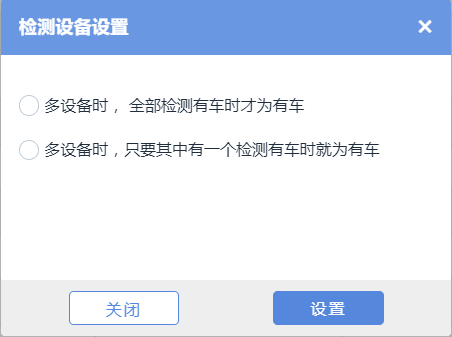 检测设备设置
多设备时，全部检测有车时才为有车
多设备时，只要其中有一个检测有车时就为有车
关闭
设置